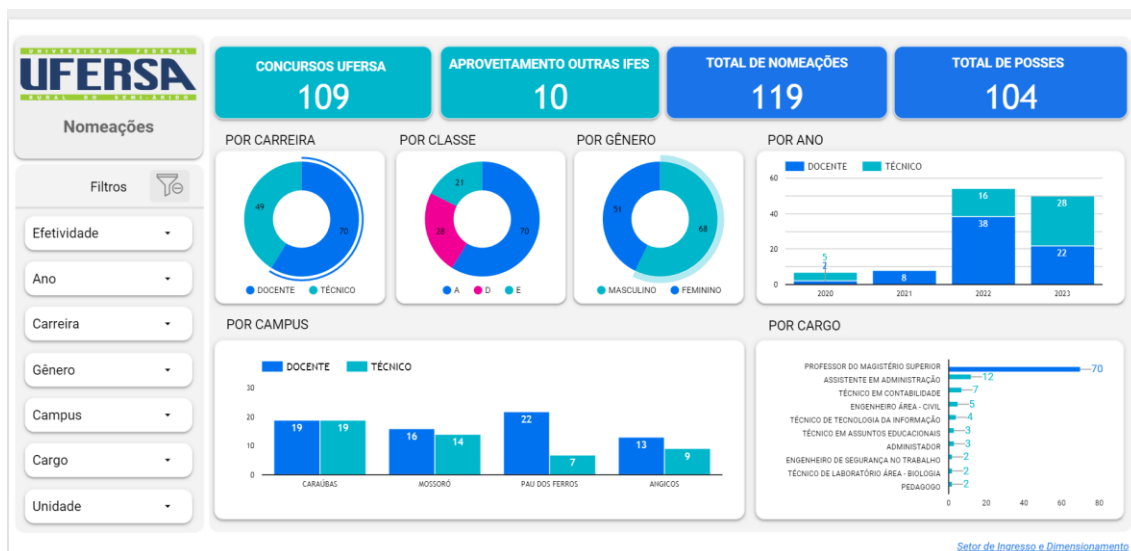 UNIVERSIDADE FEDERAL
UFERSA
RURAL DO SEMI-ÁRIDO
Nomeações
Filtros
Efetividade
Ano
Carreira
Gênero
Campus
Cargo
Unidade
CONCURSOS UFERSA
109
APROVEITAMENTO OUTRAS IFES
10
TOTAL DE NOMEAÇÕES
119
TOTAL DE POSSES
104
POR CARREIRA
49
70
DOCENTE TÉCNICO
POR CLASSE
21
28
70
A D E
POR GÊNERO
51
68
MASCULINO FEMININO
POR ANO
DOCENTE TÉCNICO
60
40
20
0
5
2
8
16
38
28
22
2020 2021 2022 2023
POR CAMPUS
DOCENTE TÉCNICO
30
20
10
0
19 19 16 14 22 7 13 9
CARAÚBAS MOSSORÓ PAU DOS FERROS ANGICOS
POR CARGO
PROFESSOR DO MAGISTÉRIO SUPERIOR 70
ASSISTENTE EM ADMINISTRAÇÃO 12
TÉCNICO EM CONTABILIDADE 7
ENGENHEIRO ÁREA - CIVIL 5
TÉCNICO DE TECNOLOGIA DA INFORMAÇÃO 4
TÉCNICO EM ASSUNTOS EDUCACIONAIS 3
ADMINISTADOR 3
ENGENHEIRO DE SEGURANÇA NO TRABALHO 2
TÉCNICO DE LABORATÓRIO ÁREA - BIOLOGIA 2
PEDAGOGO 2
0 20 40 60 80
Setor de Ingresso e Dimensionamento